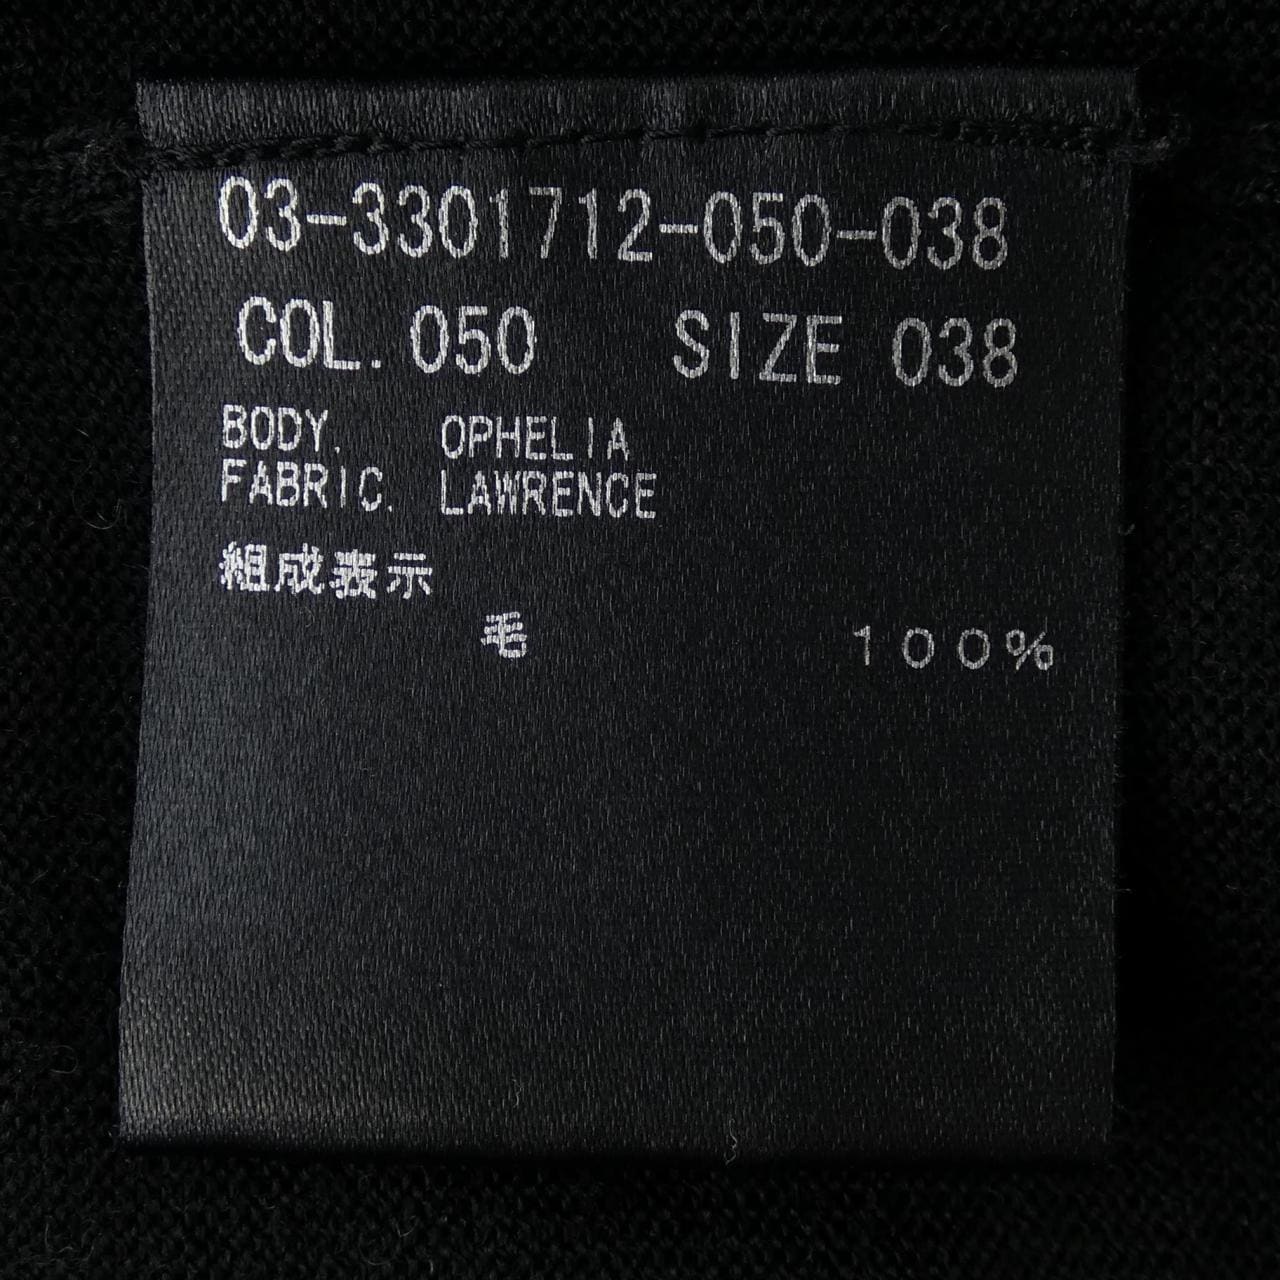 03-3301712-050-038
COL. 050 SIZE 038
BODY. OPHELIA
FABRIC. LAWRENCE
組成表示
毛 100%